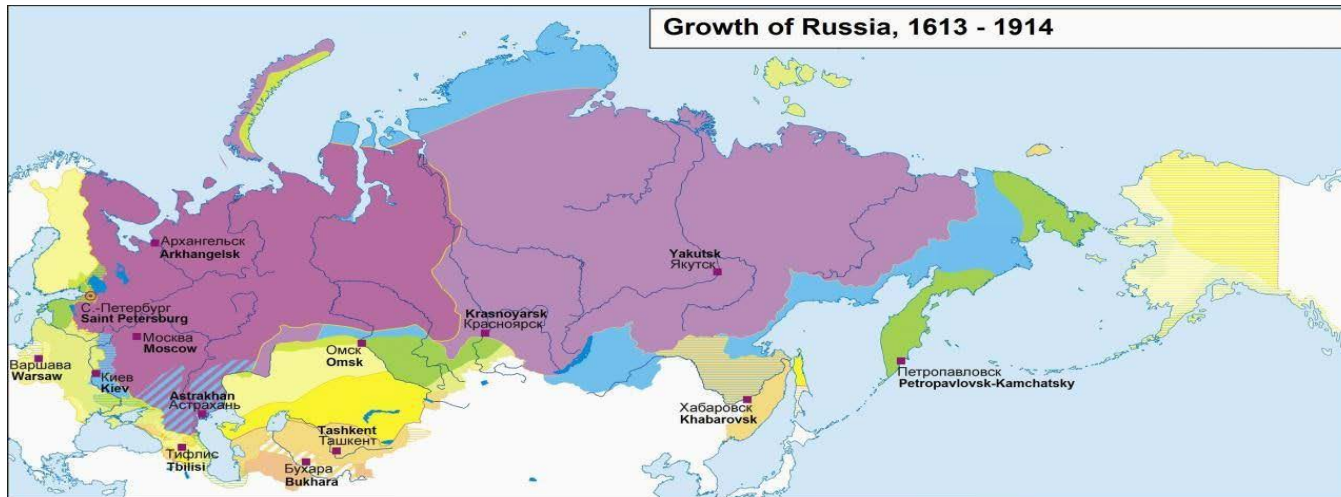 Growth of Russia, 1613 - 1914
Архангельск
Arkhangelsk
Yakutsk
Якутск
С.-Петербург
Saint Petersburg
Krasnoyarsk
Красноярск
Москва
Moscow
Омск
Omsk
Варшава
Warsaw
Киев
Kiev
Петропавловск
Petropavlovsk-Kamchatsky
Astrakhan
Астрахань
Хабаровск
Khabarovsk
Tashkent
Ташкент
Тифлис
Tbilisi
Бухара
Bukhara